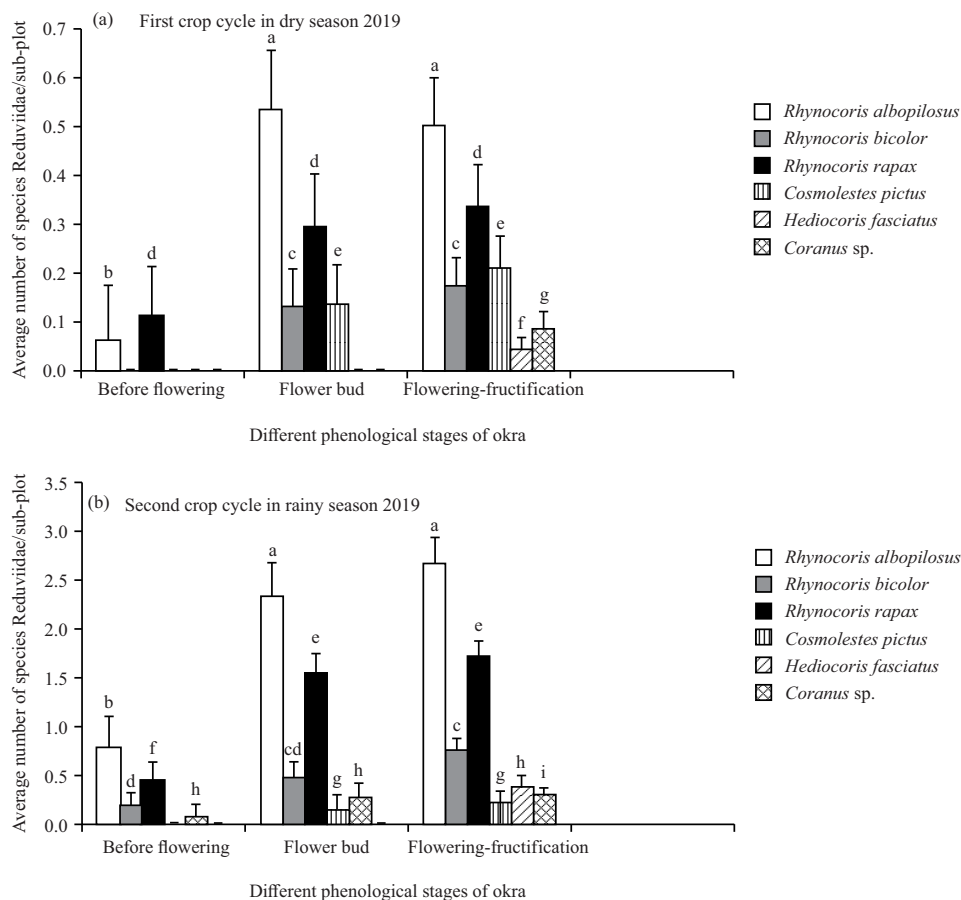 (a) First crop cycle in dry season 2019
Average number of species Reduviidae/sub-plot
0.7
0.6
0.5
0.4
0.3
0.2
0.1
0.0
b
d
a
c
d
e
a
c
d
e
f
g
Before flowering
Flower bud
Flowering-fructification
Different phenological stages of okra
Rhynocoris albopilosus
Rhynocoris bicolor
Rhynocoris rapax
Cosmolestes pictus
Hediocoris fasciatus
Coranus sp.
(b) Second crop cycle in rainy season 2019
Average number of species Reduviidae/sub-plot
3.5
3.0
2.5
2.0
1.5
1.0
0.5
0.0
b
d
f
h
a
cd
e
g
h
a
c
e
g
h
i
Before flowering
Flower bud
Flowering-fructification
Different phenological stages of okra
Rhynocoris albopilosus
Rhynocoris bicolor
Rhynocoris rapax
Cosmolestes pictus
Hediocoris fasciatus
Coranus sp.